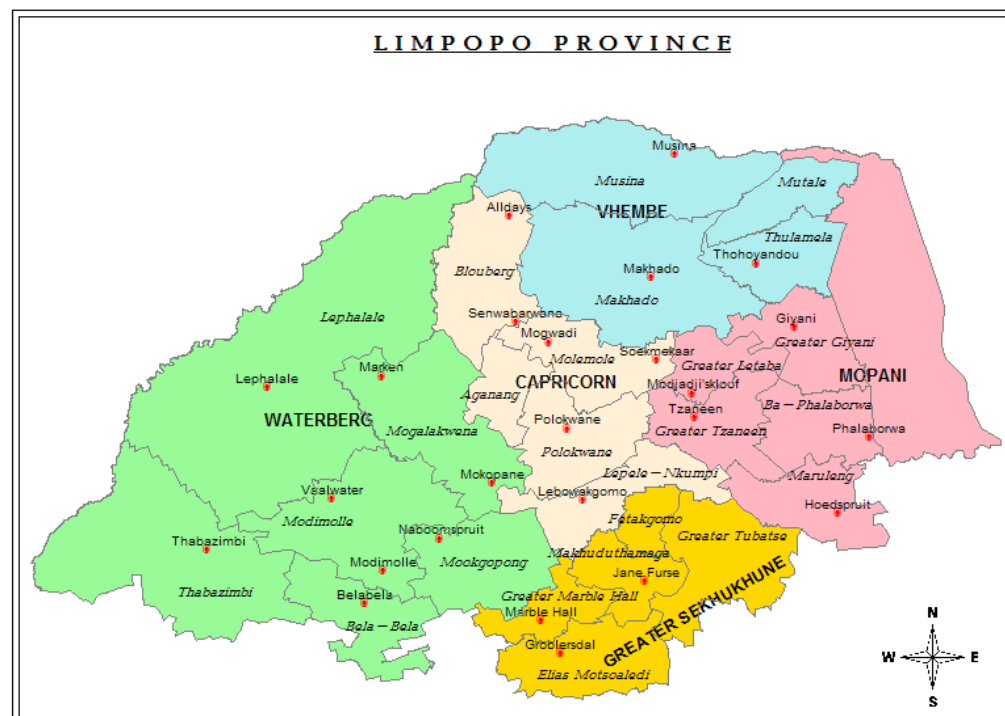 LIMPOPO PROVINCE
Musina
Musina
Mutale
Alldays
VHEMBE
Thulamela
Thohoyandou
Blouberg
Makhado
Makhado
Lephalale
Senwabarwano
Giyani
Mogwadi
Greater Giyani
Molemole
Soekmekaar
Greater Letaba
Marken
MOPANI
Lephalale
CAPRICORN
Modjadji'skloof
Aganang
Ba-Phalaborwa
Tzaneen
WATERBERG
Polokwane
Greater Tzaneen
Phalaborwa
Mogalakwena
Polokwane
Lepele-Nkumpi
Maruleng
Mokopane
Vaalwater
Lebowakgomo
Hoedspruit
Modimolle
Fetakgomo
Naboomspruit
Greater Tubatse
Thabazimbi
Makhuduthamaga
Modimolle
Mookgopong
Jane Furse
Thabazimbi
Belabela
Greater Marble Hall
GREATER SEKHUKHUNE
Marble Hall
Bela-Bela
Groblersdal
Elias Motsoaledi
N
W
E
S